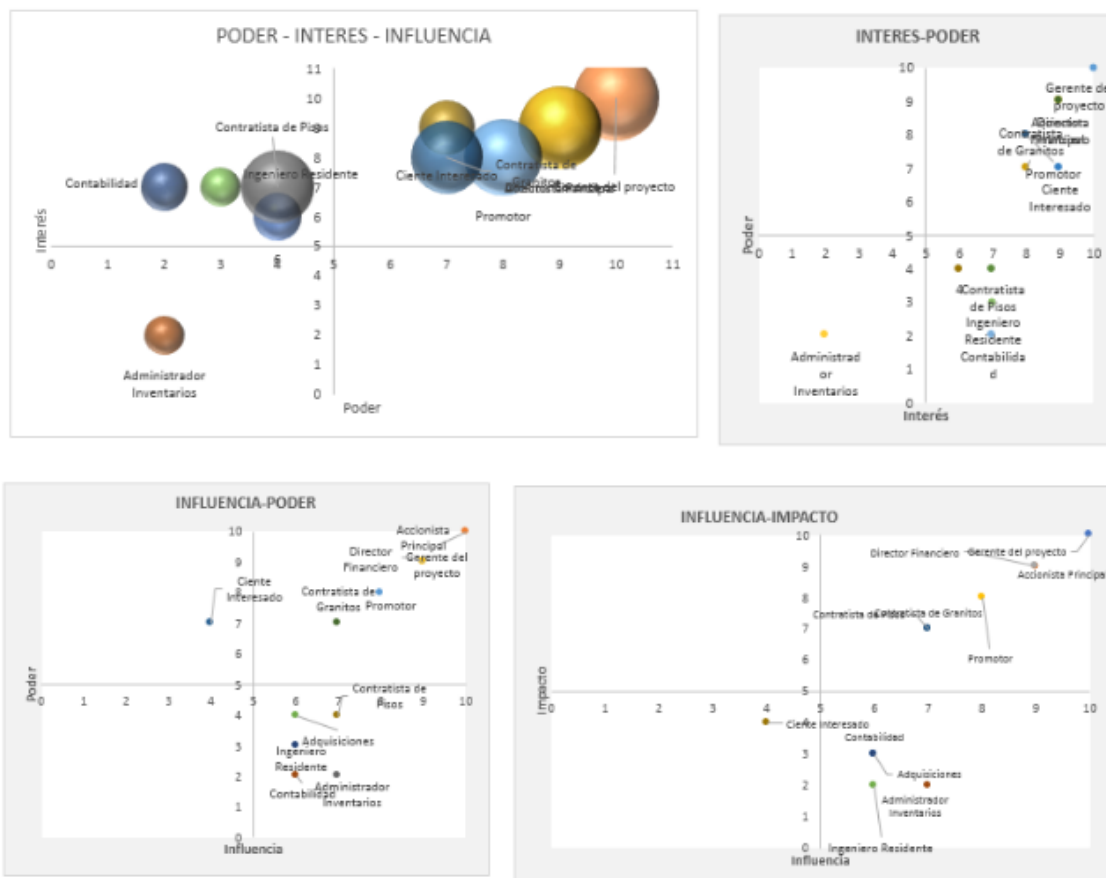 PODER - INTERES - INFLUENCIA
11
10
9
8
7
6
5
4
3
2
1
0
0 1 2 3 4 5 6 7 8 9 10 11
Interés
Poder
Contratista de Pisos
Contabilidad
Ingeniero Residente
Ciente Interesado
Contratista de
Granitos
del proyecto
Promotor
Administrador
Inventarios
INTERES-PODER
10
9
8
7
6
5
4
3
2
1
0
0 1 2 3 4 5 6 7 8 9 10
Poder
Interés
Gerente del
proyecto
Contratista
de Granitos
Promotor
Ciente
Interesado
Contratista
de Pisos
Ingeniero
Residente
Contabilida
d
Administrad
or
Inventarios
INFLUENCIA-PODER
10
9
8
7
6
5
4
3
2
1
0
0 1 2 3 4 5 6 7 8 9 10
Poder
Influencia
Accionista
Principal
Director
Financiero
Gerente del
proyecto
Ciente
Interesado
Contratista de
Granitos
Promotor
Contratista de
Pisos
Adquisiciones
Ingeniero
Residente
Contabilidad
Administrador
Inventarios
INFLUENCIA-IMPACTO
10
9
8
7
6
5
4
3
2
1
0
0 1 2 3 4 5 6 7 8 9 10
Impacto
Influencia
Director Financiero
Gerente del proyecto
Accionista Principal
Contratista de Pisos
Contratista de Granitos
Promotor
Ciente Interesado
Contabilidad
Adquisiciones
Administrador
Inventarios
Ingeniero Residente